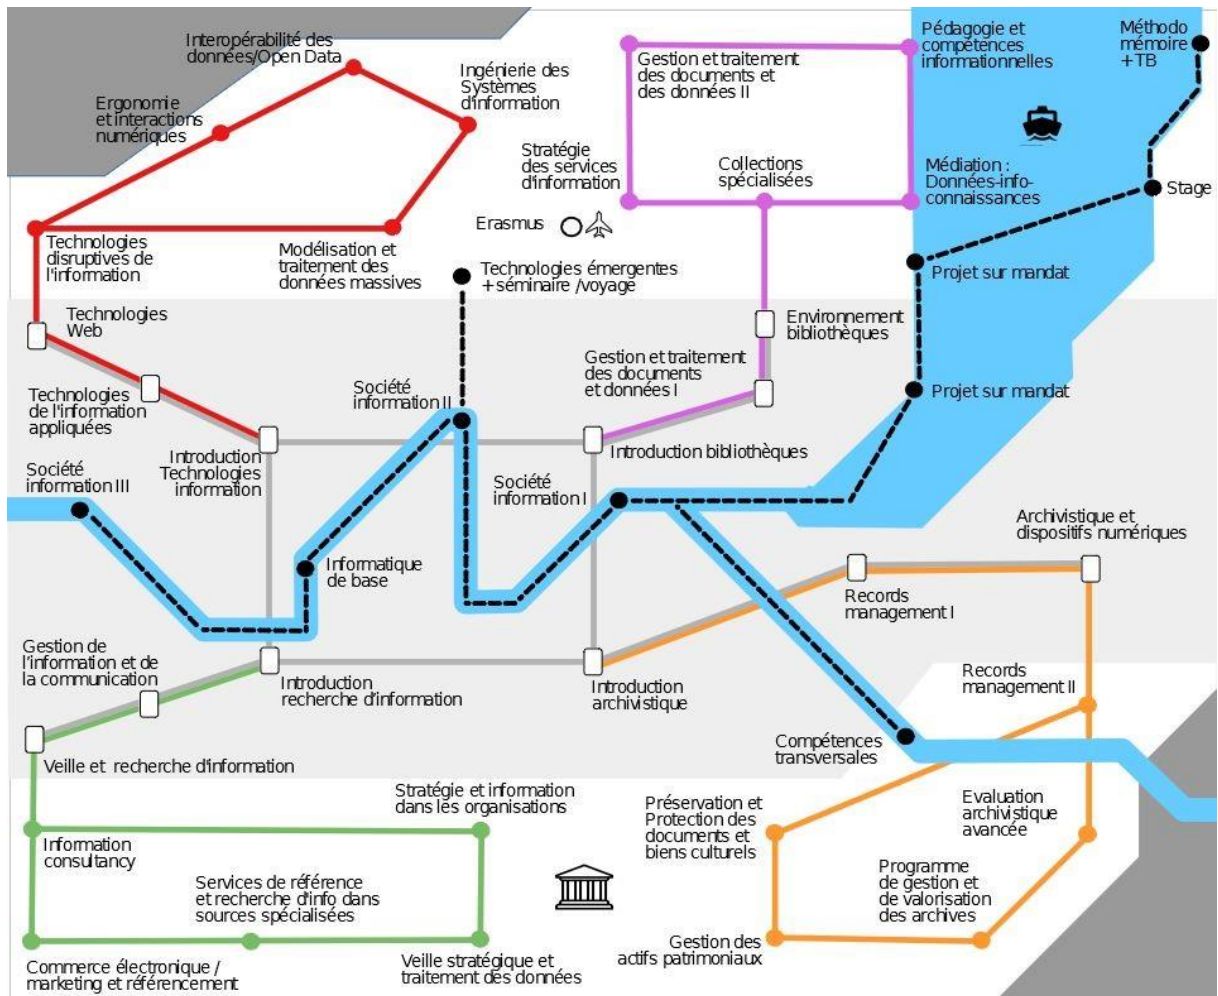 Interopérabilité des
données/Open Data
Ergonomie
et interactions
numériques
Ingénierie des
Systèmes
d'information
Technologies
disruptives de
l'information
Modélisation et
traitement des
données massives
Gestion et traitement
des documents et
des données II
Pédagogie et
compétences
informationnelles
Méthodo
mémoire
+ TB
Stratégie
des services
d'information
Collections
spécialisées
Médiation :
Données-info-
connaissances
Stage
Erasmus
Technologies émergentes
+ séminaire /voyage
Projet sur mandat
Technologies
Web
Environnement
bibliothèques
Gestion et traitement
des documents
et données I
Société
information II
Projet sur mandat
Technologies
de l'information
appliquées
Introduction
Technologies
information
Introduction bibliothèques
Société
information III
Société
information I
Archivistique et
dispositifs numériques
Informatique
de base
Records
management I
Gestion de
l'information et de
la communication
Introduction
recherche d'information
Introduction
archivistique
Records
management II
Compétences
transversales
Veille et recherche d'information
Stratégie et information
dans les organisations
Préservation et
Protection des
documents et
biens culturels
Evaluation
archivistique
avancée
Information
consultancy
Services de référence
et recherche d'info dans
sources spécialisées
Programme
de gestion et
de valorisation
des archives
Commerce électronique /
marketing et référencement
Veille stratégique et
traitement des données
Gestion des
actifs patrimoniaux